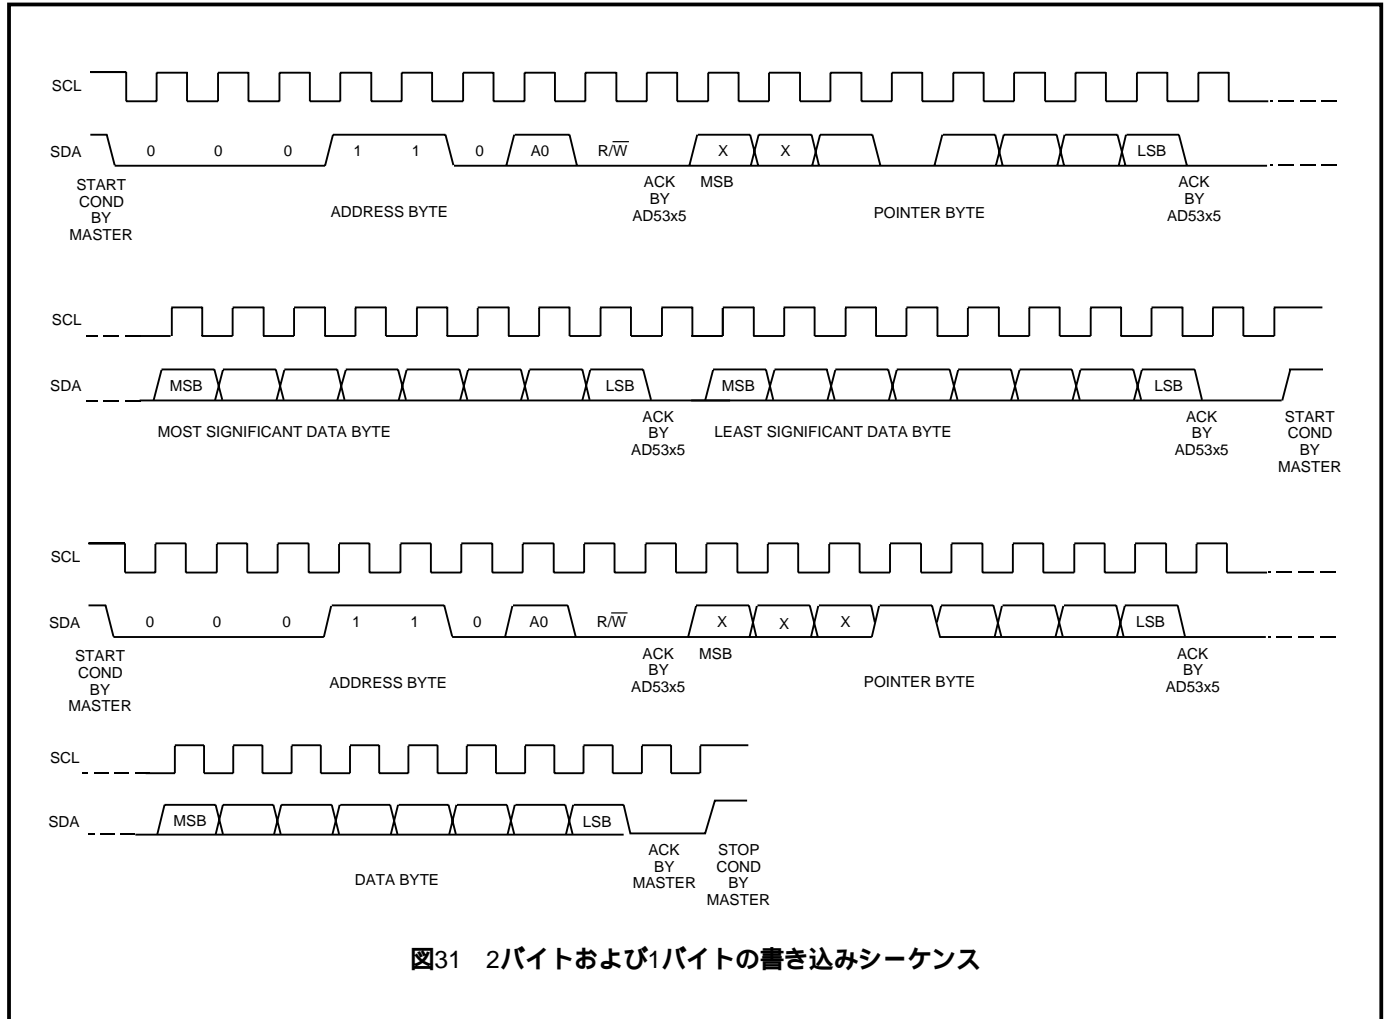 SCL
SDA 0 0 0 1 1 0 A0 R/W̅ X X LSB
START COND BY MASTER
ADDRESS BYTE
ACK BY AD53x5
MSB
POINTER BYTE
ACK BY AD53x5
SCL
SDA MSB LSB MSB LSB
MOST SIGNIFICANT DATA BYTE
ACK BY AD53x5
LEAST SIGNIFICANT DATA BYTE
ACK BY AD53x5
START COND BY MASTER
SCL
SDA 0 0 0 1 1 0 A0 R/W̅ X X X LSB
START COND BY MASTER
ADDRESS BYTE
ACK BY AD53x5
MSB
POINTER BYTE
ACK BY AD53x5
SCL
SDA MSB LSB
DATA BYTE
ACK BY MASTER
STOP COND BY MASTER
図31 2バイトおよび1バイトの書き込みシーケンス